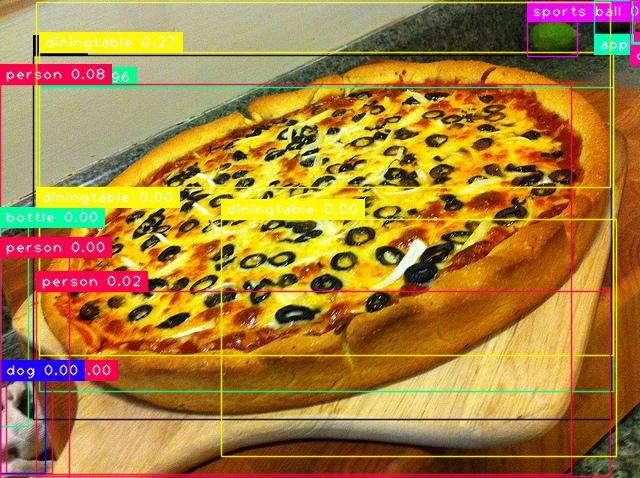 sports ball 0
diningtable 0.27
app
person 0.08
96
diningtable 0.00
diningtable 0.00
bottle 0.00
person 0.00
person 0.02
dog 0.00
.00